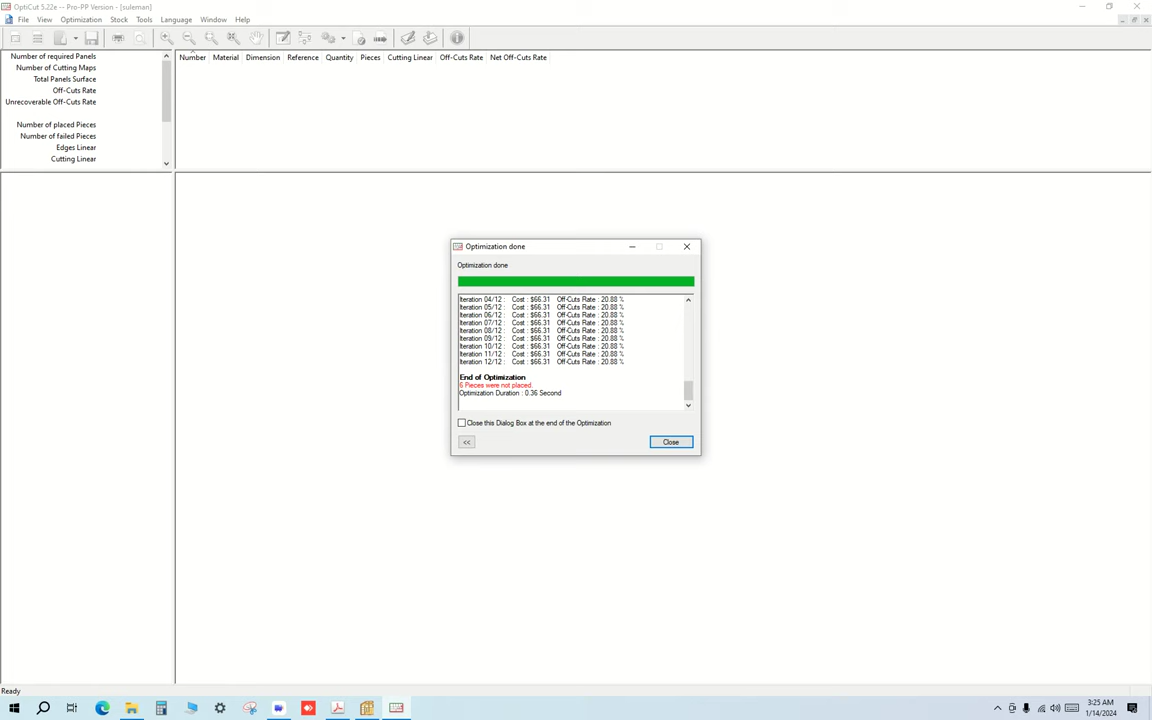 OptiCut 5.22e -- Pro-PP Version - [suleman]
File View Optimization Stock Tools Language Window Help
Number of required Panels
Number of Cutting Maps
Total Panels Surface
Off-Cuts Rate
Unrecoverable Off-Cuts Rate
Number of placed Pieces
Number of failed Pieces
Edges Linear
Cutting Linear
Number Material Dimension Reference Quantity Pieces Cutting Linear Off-Cuts Rate Net Off-Cuts Rate
Optimization done
Optimization done
Iteration 04/12 : Cost : $66.31 Off-Cuts Rate : 20.88 %
Iteration 05/12 : Cost : $66.31 Off-Cuts Rate : 20.88 %
Iteration 06/12 : Cost : $66.31 Off-Cuts Rate : 20.88 %
Iteration 07/12 : Cost : $66.31 Off-Cuts Rate : 20.88 %
Iteration 08/12 : Cost : $66.31 Off-Cuts Rate : 20.88 %
Iteration 09/12 : Cost : $66.31 Off-Cuts Rate : 20.88 %
Iteration 10/12 : Cost : $66.31 Off-Cuts Rate : 20.88 %
Iteration 11/12 : Cost : $66.31 Off-Cuts Rate : 20.88 %
Iteration 12/12 : Cost : $66.31 Off-Cuts Rate : 20.88 %
End of Optimization
Pieces were not placed.
Optimization Duration : 0.36 Second
Close this Dialog Box at the end of the Optimization
<< Close
Ready
3:25 AM
1/14/2024